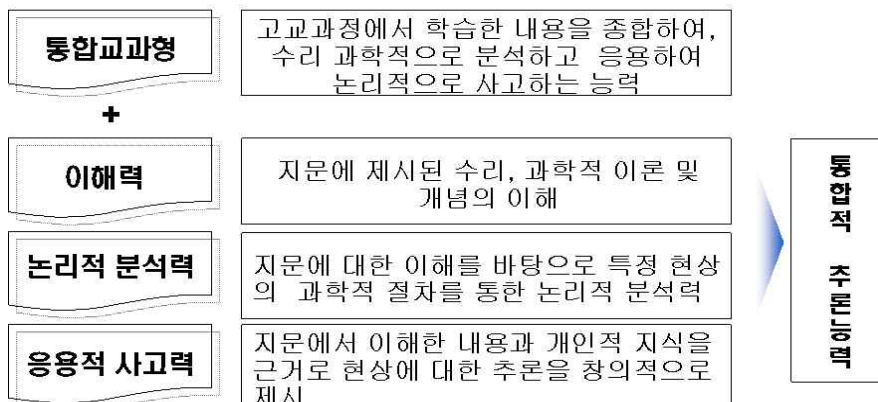 통합교과형
고교과정에서 학습한 내용을 종합하여,
수리 과학적으로 분석하고 응용하여
논리적으로 사고하는 능력
+
이해력
지문에 제시된 수리, 과학적 이론 및
개념의 이해
논리적 분석력
지문에 대한 이해를 바탕으로 특정 현상
의 과학적 절차를 통한 논리적 분석력
응용적 사고력
지문에서 이해한 내용과 개인적 지식을
근거로 현상에 대한 추론을 창의적으로
제시
통합적 추론능력